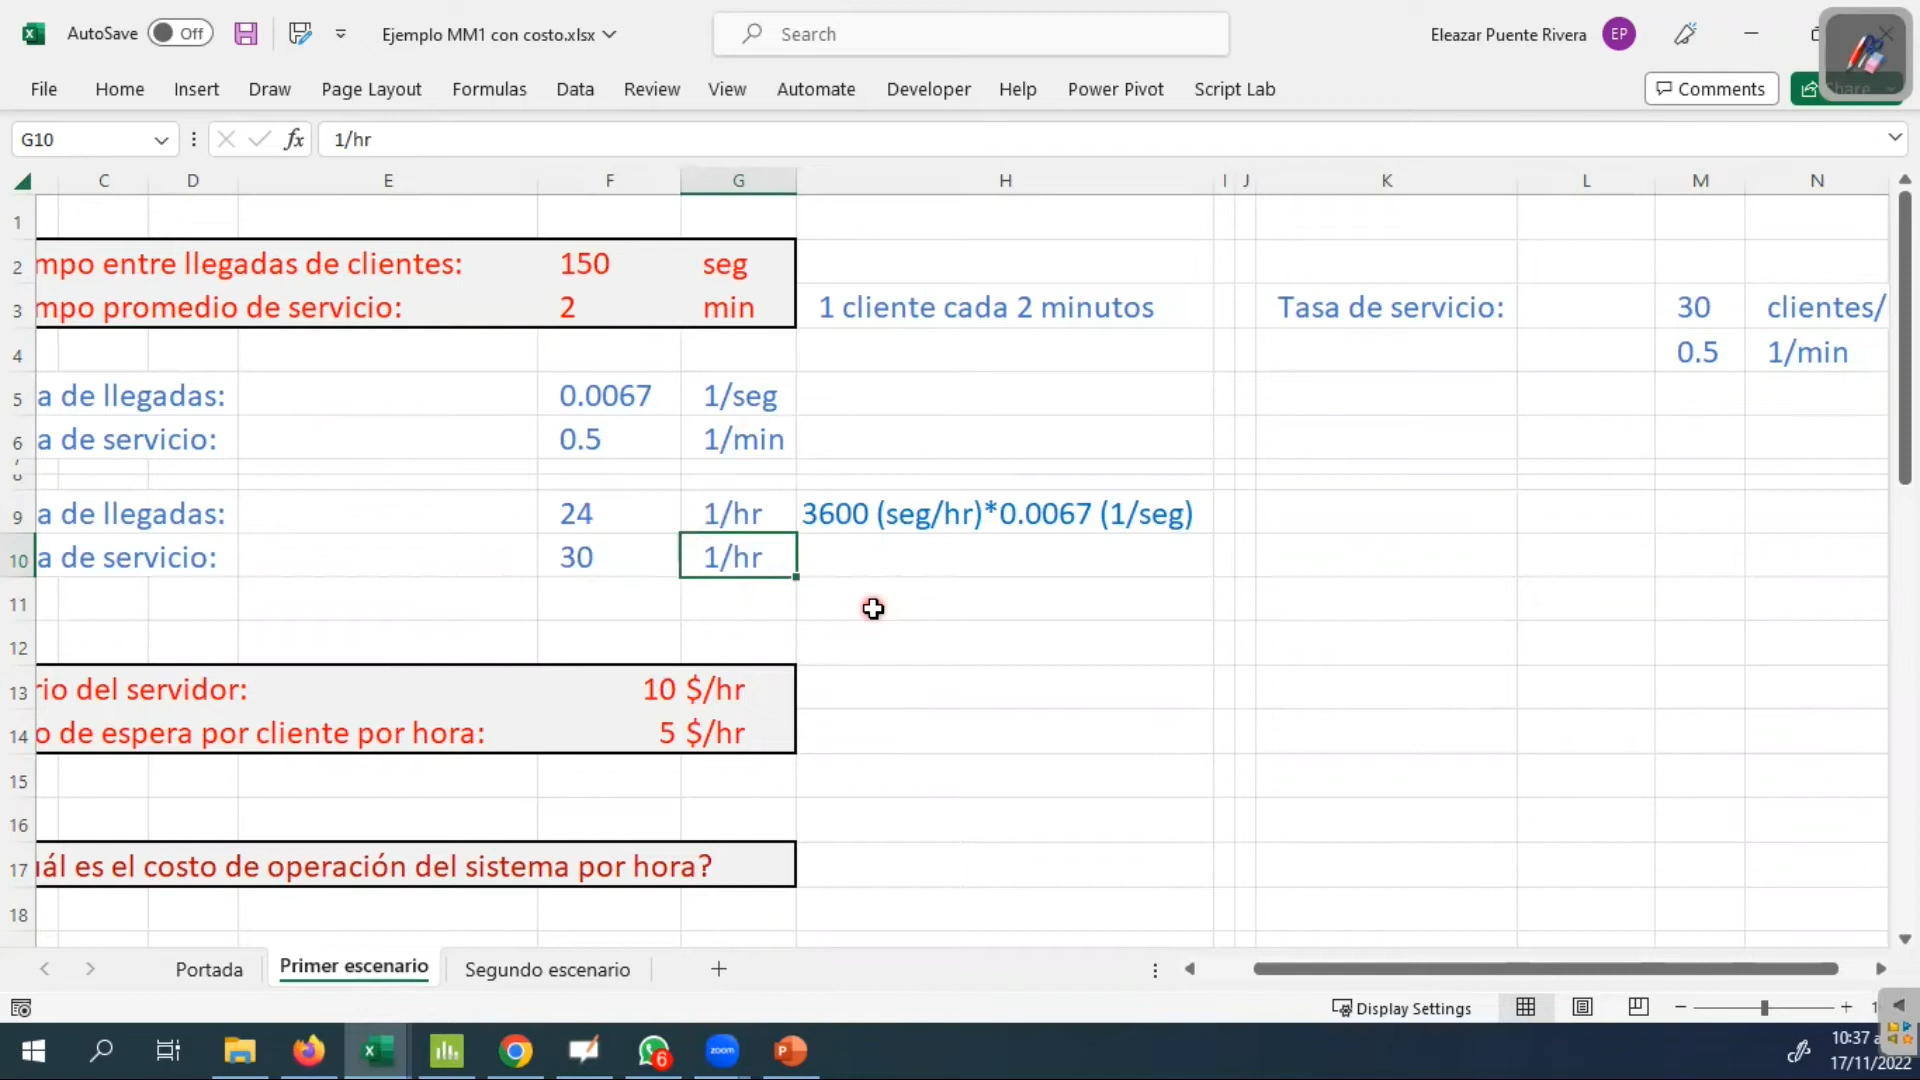 AutoSave Off Ejemplo MM1 con costo.xlsx Search Eleazar Puente Rivera EP
File Home Insert Draw Page Layout Formulas Data Review View Automate Developer Help Power Pivot Script Lab Comments Share
G10 fx 1/hr
C D E F G H I J K L M N
1
2 mpo entre llegadas de clientes: 150 seg
3 mpo promedio de servicio: 2 min 1 cliente cada 2 minutos Tasa de servicio: 30 clientes/
4 0.5 1/min
5 a de llegadas: 0.0067 1/seg
6 a de servicio: 0.5 1/min
7
8
9 a de llegadas: 24 1/hr 3600 (seg/hr)*0.0067 (1/seg)
10 a de servicio: 30 1/hr
11
12
13 rio del servidor: 10 $/hr
14 o de espera por cliente por hora: 5 $/hr
15
16
17 uál es el costo de operación del sistema por hora?
18
Portada Primer escenario Segundo escenario
Display Settings
6 zoom 10:37
17/11/2022